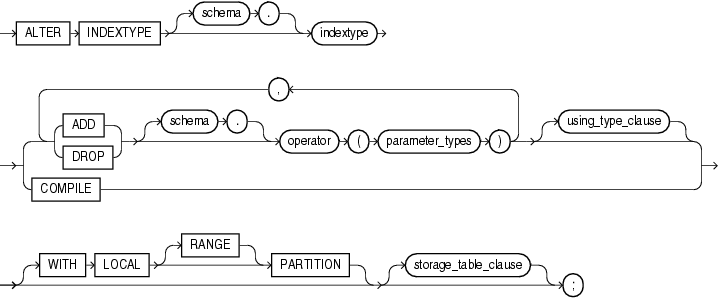 schema .
ALTER INDEXTYPE indextype
,
ADD schema . using_type_clause
DROP operator ( parameter_types )
COMPILE
RANGE
WITH LOCAL PARTITION storage_table_clause
;